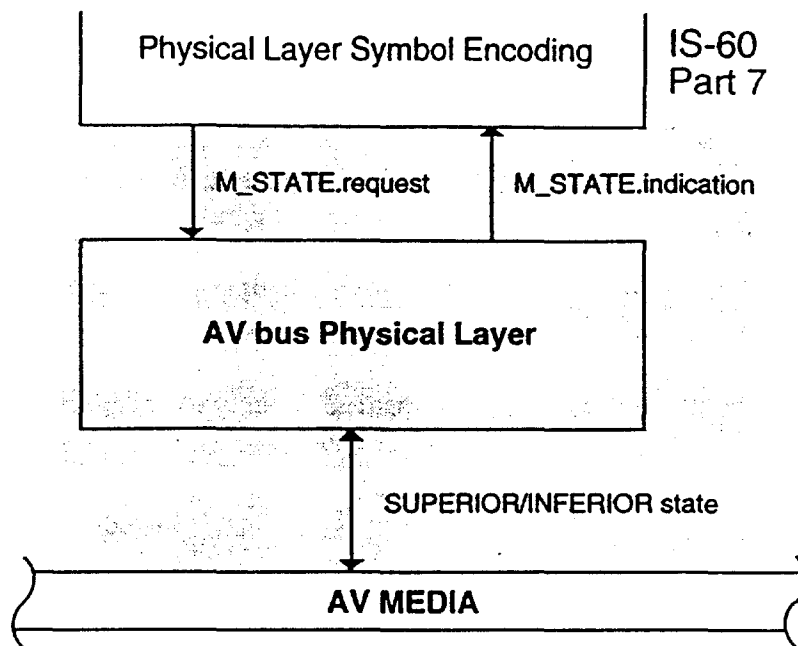 Physical Layer Symbol Encoding
IS-60
Part 7
M_STATE.request
M_STATE.indication
AV bus Physical Layer
SUPERIOR/INFERIOR state
AV MEDIA